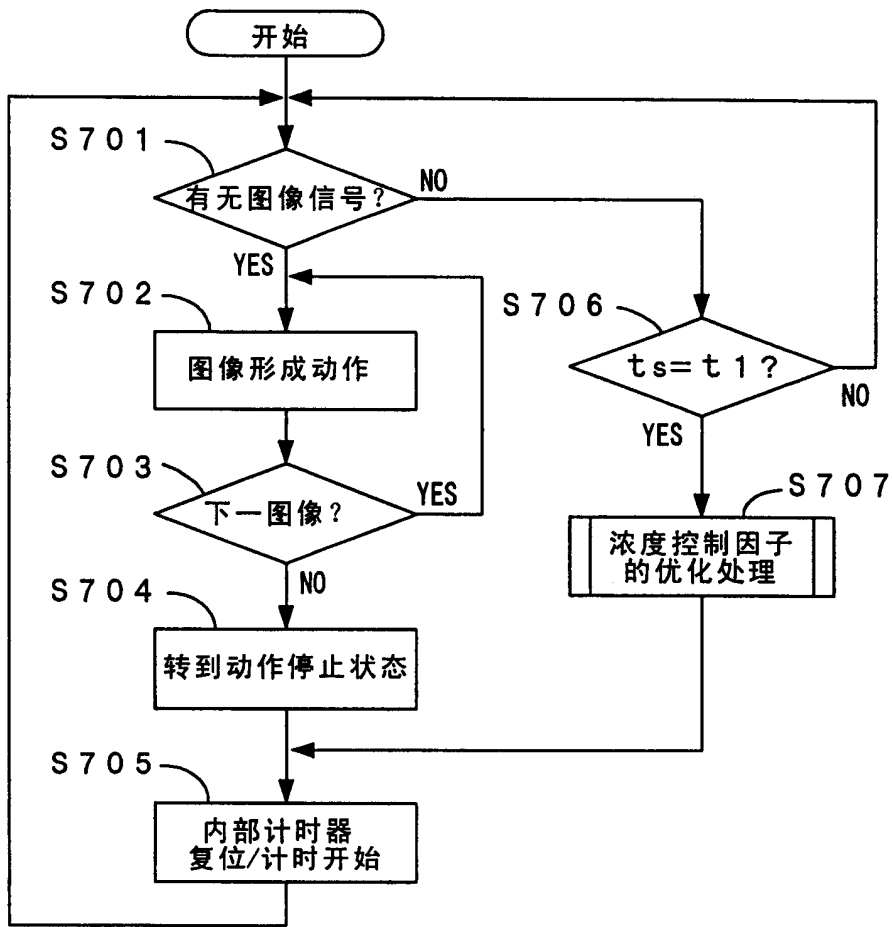 开始
S701
有无图像信号?
NO
YES
S702
图像形成动作
S703
下一图像?
YES
NO
S704
转到动作停止状态
S705
内部计时器
复位/计时开始
S706
ts=t1?
NO
YES
S707
浓度控制因子
的优化处理